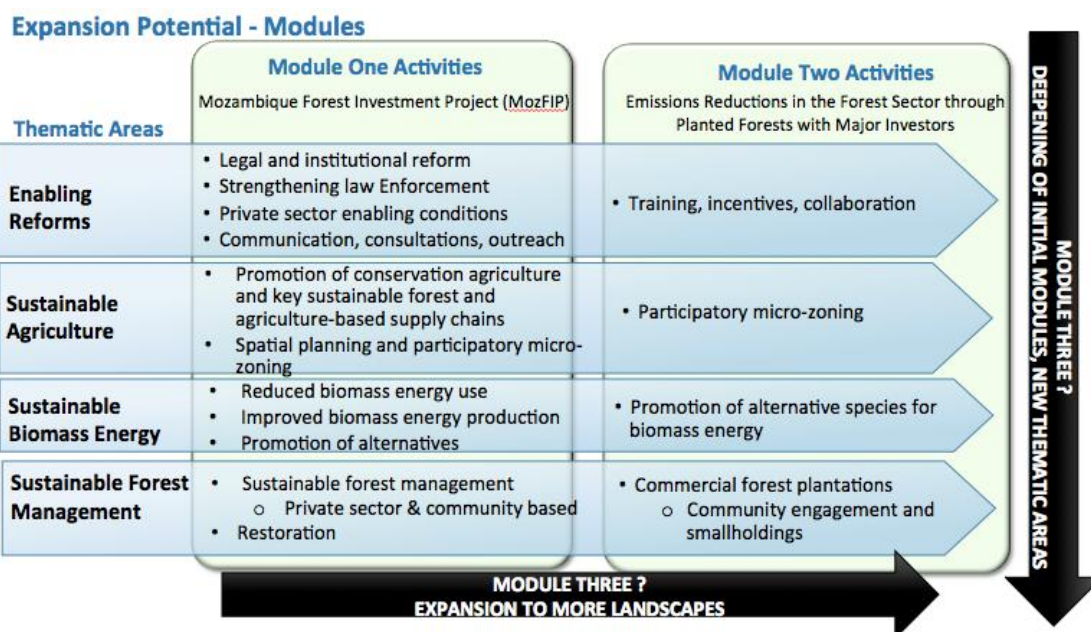 Expansion Potential - Modules
Module One Activities
Mozambique Forest Investment Project (MozFIP)
Module Two Activities
Emissions Reductions in the Forest Sector through
Planted Forests with Major Investors
Thematic Areas
Enabling
Reforms
• Legal and institutional reform
• Strengthening law Enforcement
• Private sector enabling conditions
• Communication, consultations, outreach
• Training, incentives, collaboration
Sustainable
Agriculture
• Promotion of conservation agriculture
and key sustainable forest and
agriculture-based supply chains
• Spatial planning and participatory micro-
zoning
• Participatory micro-zoning
Sustainable
Biomass Energy
• Reduced biomass energy use
• Improved biomass energy production
• Promotion of alternatives
• Promotion of alternative species for
biomass energy
Sustainable Forest
Management
• Sustainable forest management
o Private sector & community based
• Restoration
• Commercial forest plantations
o Community engagement and
smallholdings
MODULE THREE ?
EXPANSION TO MORE LANDSCAPES
MODULE THREE ?
DEEPENING OF INITIAL MODULES, NEW THEMATIC AREAS